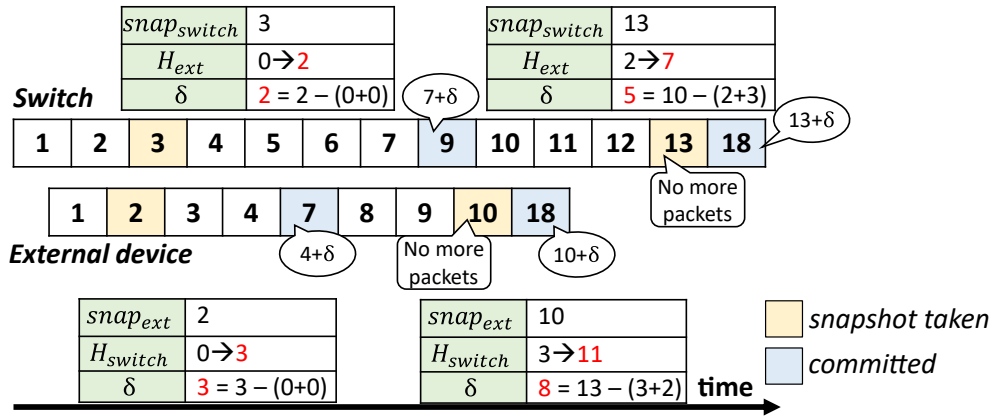 snap_switch 3
H_ext 0→2
δ 2 = 2 – (0+0)
snap_switch 13
H_ext 2→7
δ 5 = 10 – (2+3)
Switch
7+δ
13+δ
1 2 3 4 5 6 7 9 10 11 12 13 18
No more
packets
1 2 3 4 7 8 9 10 18
External device
4+δ
No more
packets
10+δ
snap_ext 2
H_switch 0→3
δ 3 = 3 – (0+0)
snap_ext 10
H_switch 3→11
δ 8 = 13 – (3+2)
time
snapshot taken
committed